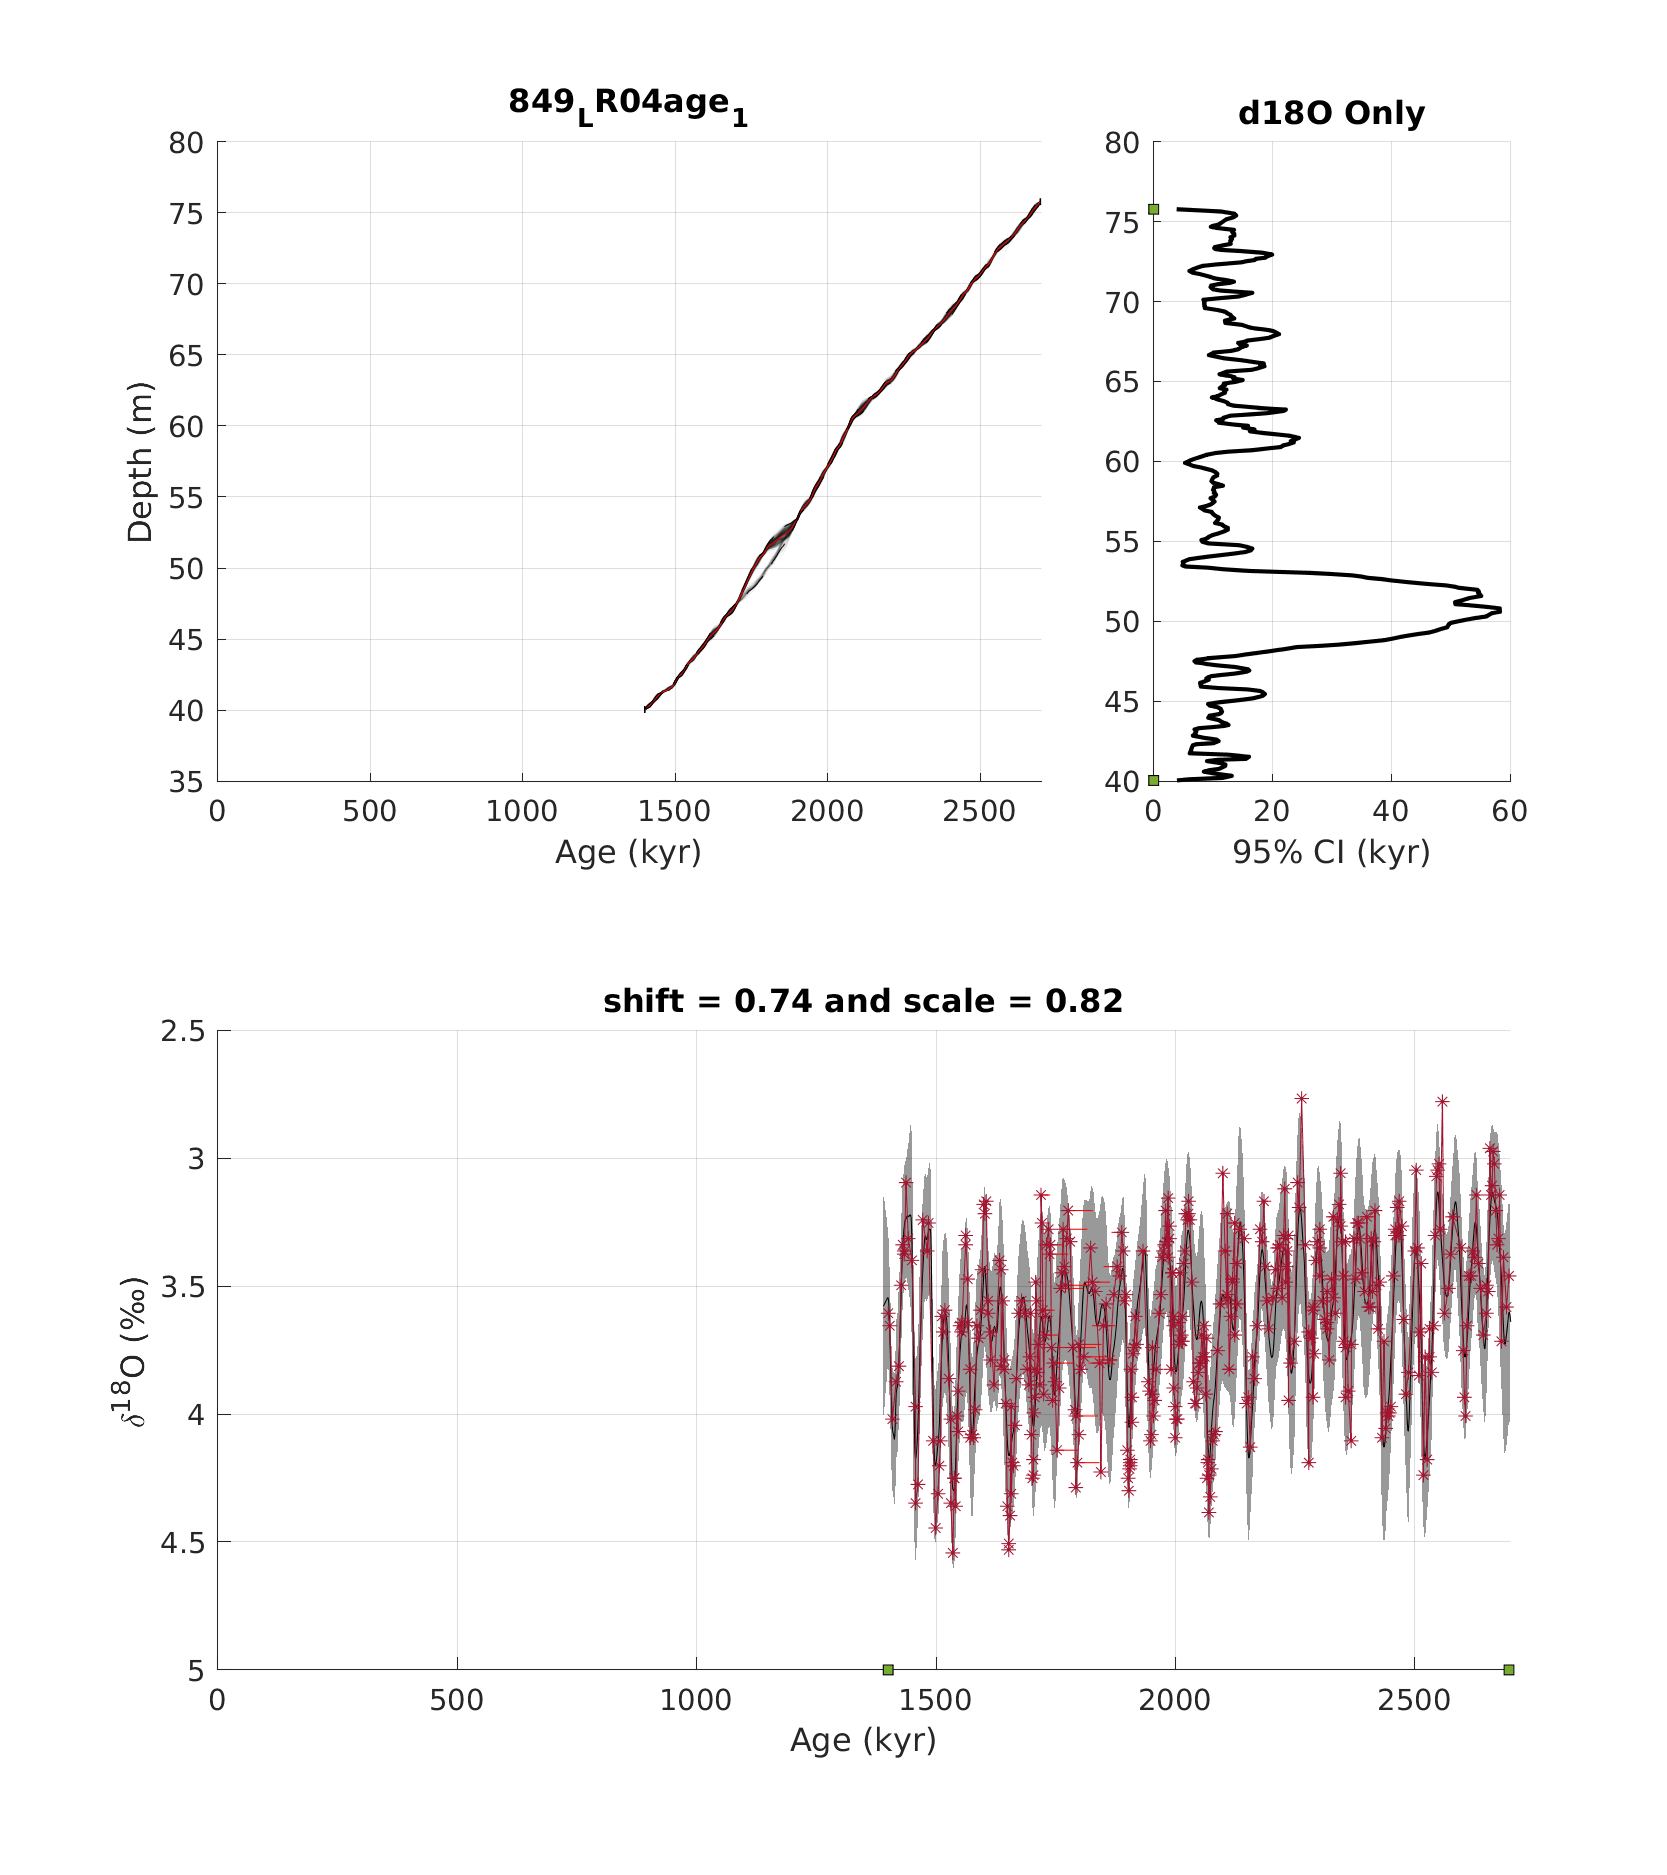 849LR04age1
80
75
70
65
60
55
50
45
40
35
Depth (m)
0 500 1000 1500 2000 2500
Age (kyr)
d18O Only
80
75
70
65
60
55
50
45
40
0 20 40 60
95% CI (kyr)
shift = 0.74 and scale = 0.82
2.5
3
3.5
4
4.5
5
δ18O (‰)
0 500 1000 1500 2000 2500
Age (kyr)